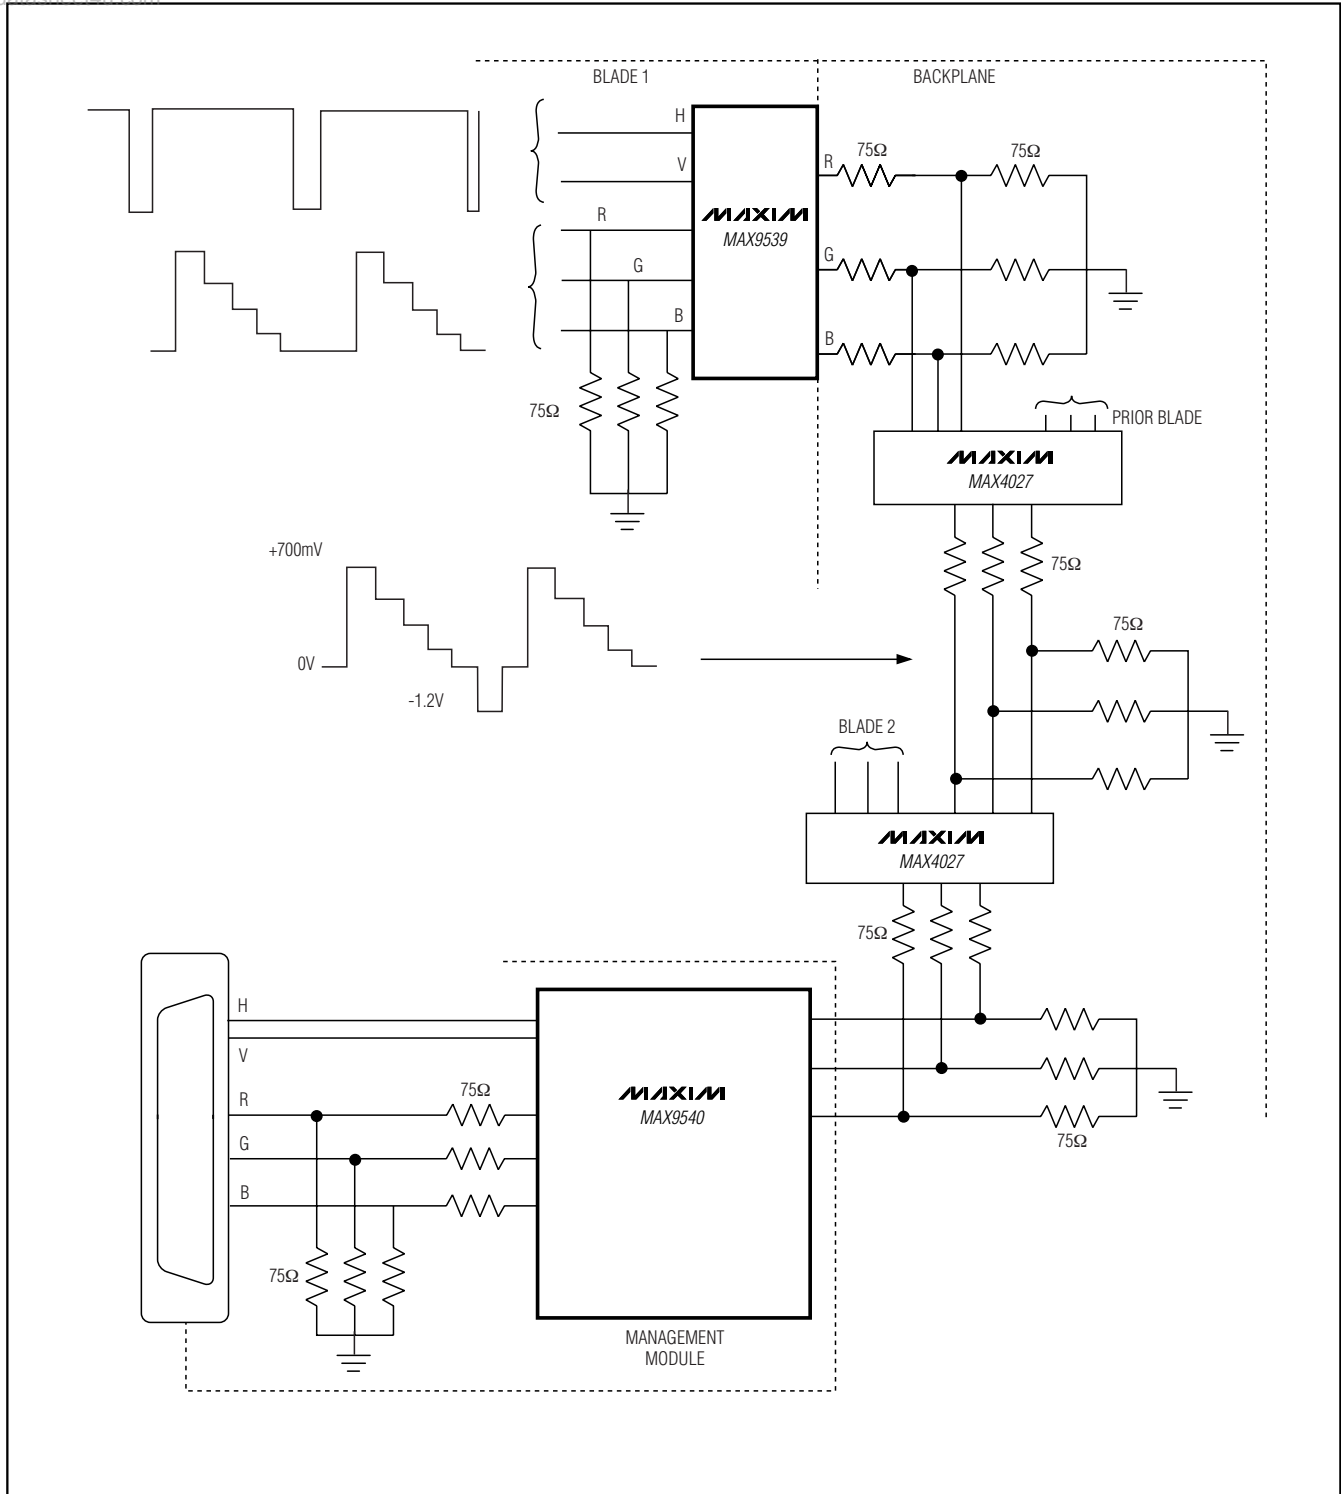 BLADE 1
BACKPLANE
H
V
R
G
B
MAXIM
MAX9539
R
75Ω
75Ω
G
B
75Ω
PRIOR BLADE
MAXIM
MAX4027
75Ω
+700mV
0V
-1.2V
75Ω
BLADE 2
MAXIM
MAX4027
75Ω
H
V
R
75Ω
G
B
MAXIM
MAX9540
75Ω
75Ω
MANAGEMENT
MODULE